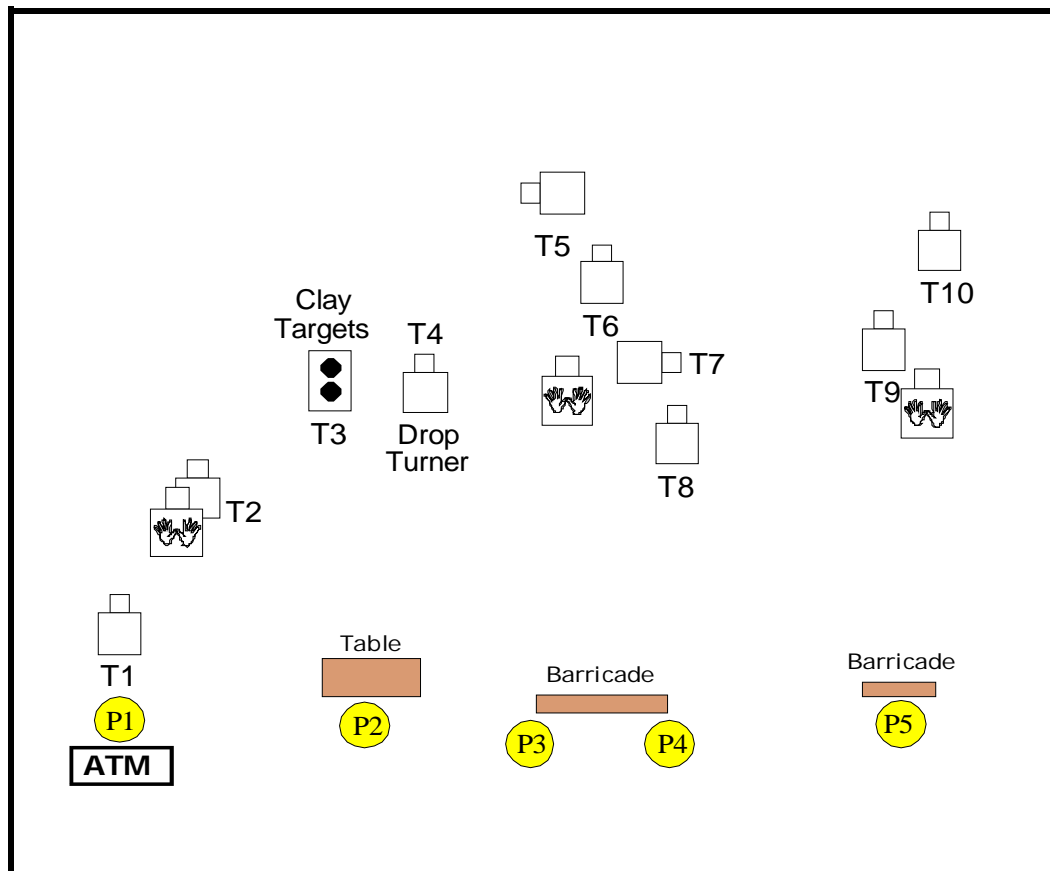 T5
T10
Clay
Targets
T4
T6
T7
T9
T3
Drop
Turner
T8
T2
T1
Table
Barricade
Barricade
P1
P2
P3
P4
P5
ATM